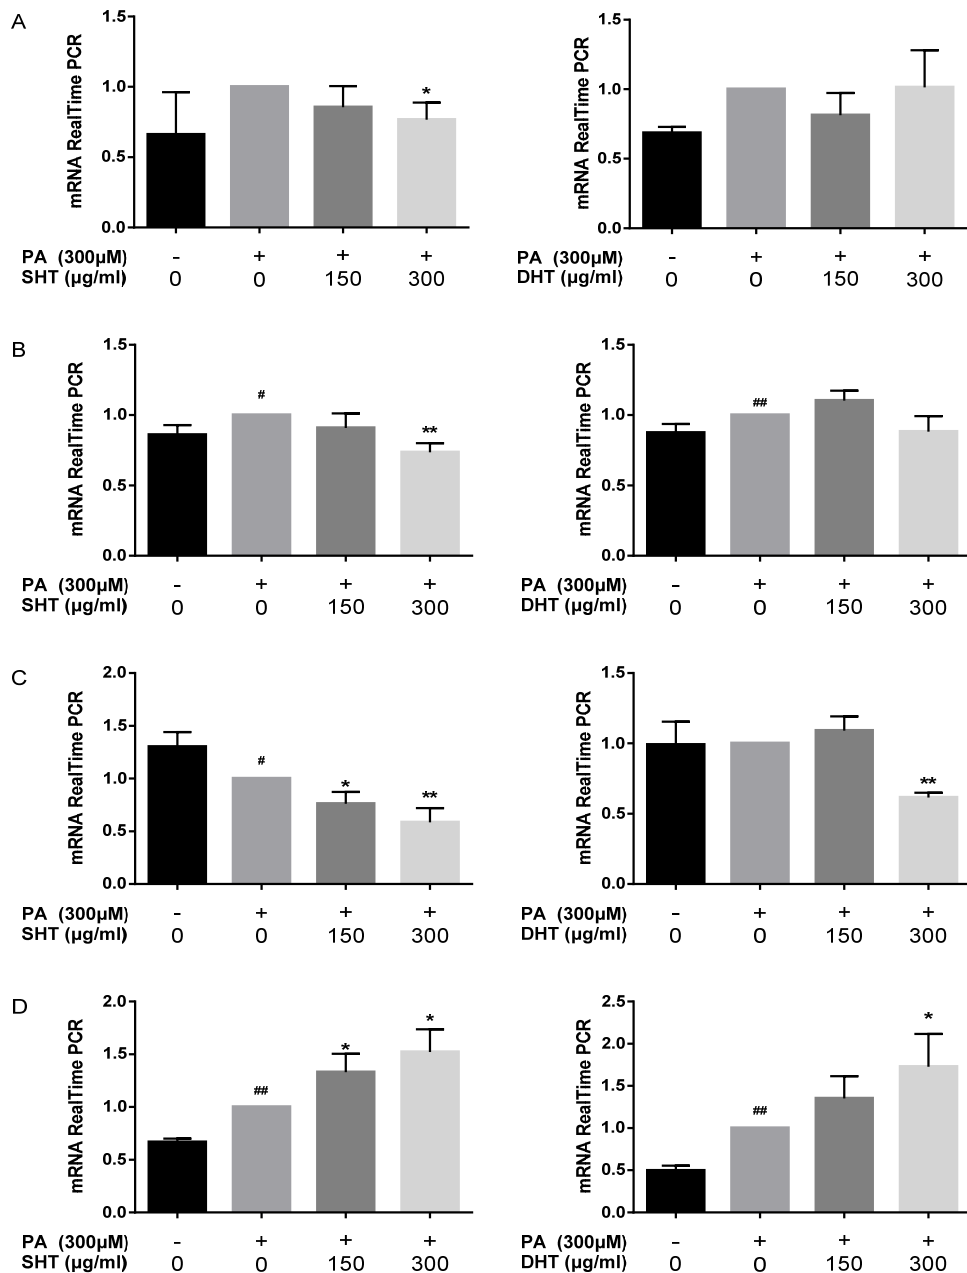 A
mRNA RealTime PCR
1.5
1.0
0.5
0.0
*
PA (300µM) - + + +
SHT (µg/ml) 0 0 150 300
mRNA RealTime PCR
1.5
1.0
0.5
0.0
PA (300µM) - + + +
DHT (µg/ml) 0 0 150 300
B
mRNA RealTime PCR
1.5
1.0
0.5
0.0
# **
PA (300µM) - + + +
SHT (µg/ml) 0 0 150 300
mRNA RealTime PCR
1.5
1.0
0.5
0.0
##
PA (300µM) - + + +
DHT (µg/ml) 0 0 150 300
C
mRNA RealTime PCR
2.0
1.5
1.0
0.5
0.0
# * **
PA (300µM) - + + +
SHT (µg/ml) 0 0 150 300
mRNA RealTime PCR
1.5
1.0
0.5
0.0
**
PA (300µM) - + + +
DHT (µg/ml) 0 0 150 300
D
mRNA RealTime PCR
2.0
1.5
1.0
0.5
0.0
## * *
PA (300µM) - + + +
SHT (µg/ml) 0 0 150 300
mRNA RealTime PCR
2.5
2.0
1.5
1.0
0.5
0.0
## *
PA (300µM) - + + +
DHT (µg/ml) 0 0 150 300